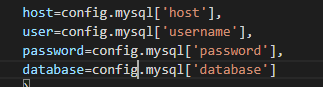 host=config.mysql['host'],
user=config.mysql['username'],
password=config.mysql['password'],
database=config.mysql['database']
)